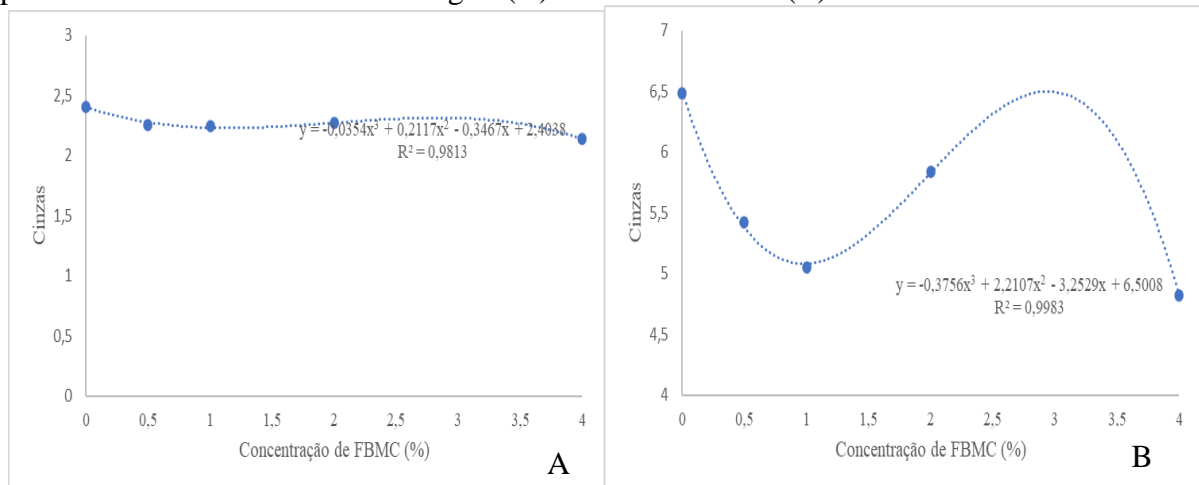 3
2,5
2
1,5
1
0,5
0
Cinzas
y = -0,0354x³ + 0,2117x² - 0,3467x + 2,4038
R² = 0,9813
0 0,5 1 1,5 2 2,5 3 3,5 4
Concentração de FBMC (%)
A
7
6,5
6
5,5
5
4,5
4
Cinzas
y = -0,3756x³ + 2,2107x² - 3,2529x + 6,5008
R² = 0,9983
0 0,5 1 1,5 2 2,5 3 3,5 4
Concentração de FBMC (%)
B